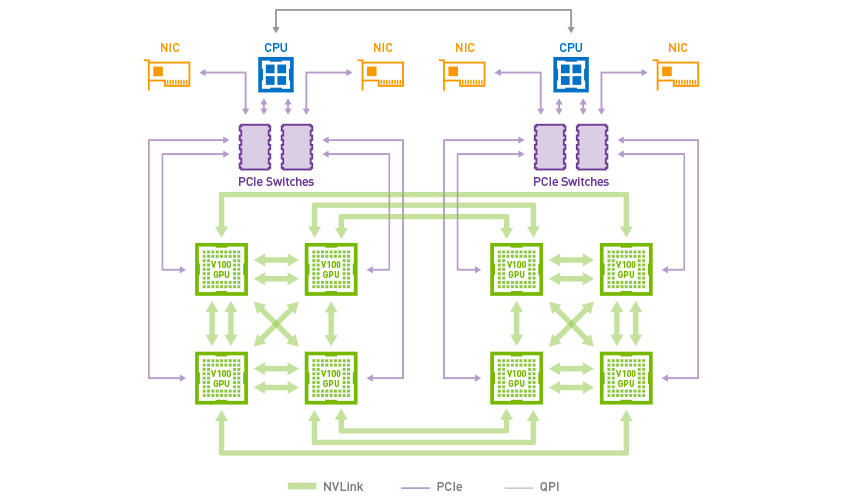 NIC
CPU
NIC
NIC
CPU
NIC
PCIe Switches
PCIe Switches
V100
GPU
V100
GPU
V100
GPU
V100
GPU
V100
GPU
V100
GPU
V100
GPU
V100
GPU
NVLink
PCIe
QPI